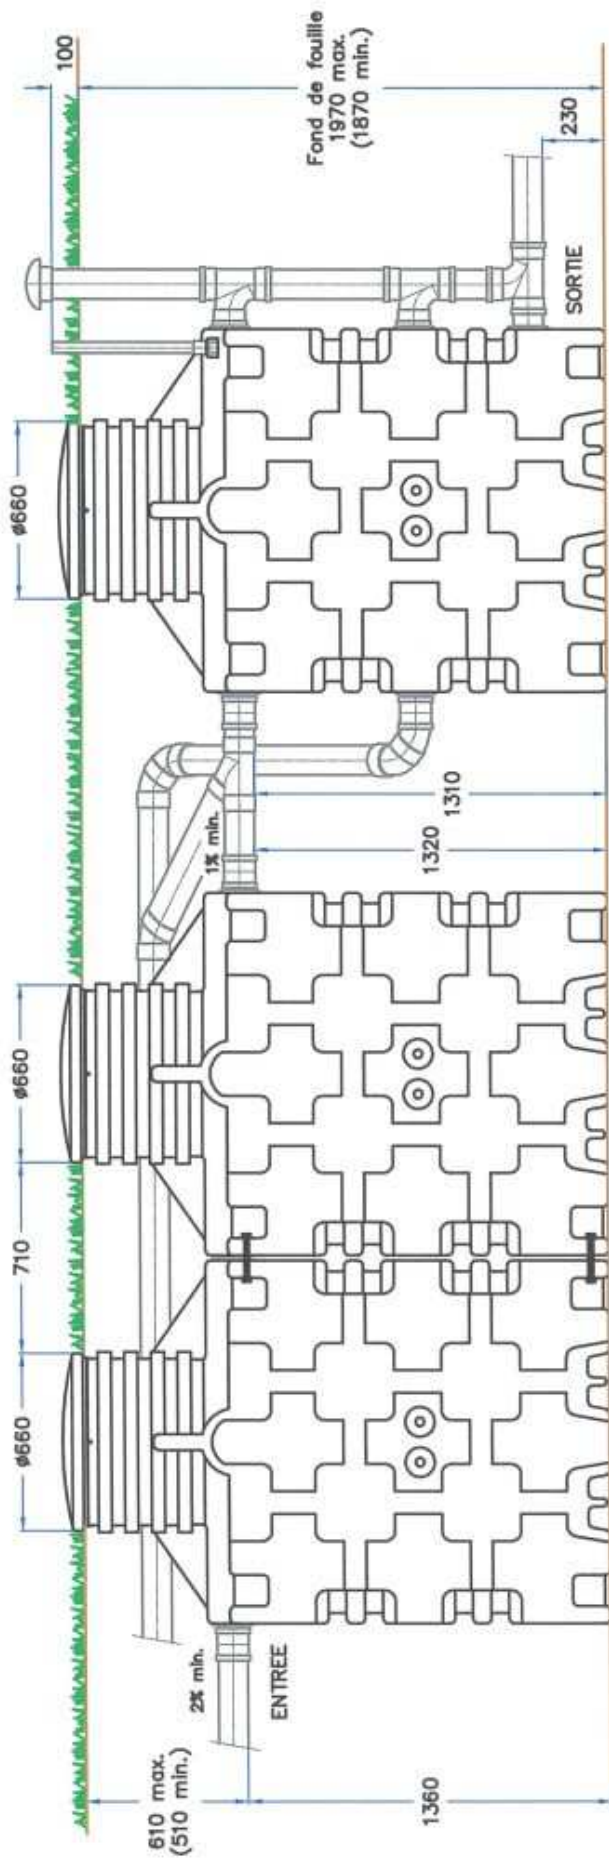 ø660
710
ø660
ø660
100
610 max.
(510 min.)
2% min.
ENTREE
1360
1% min.
1320
1310
Fond de fouille
1970 max.
(1870 min.)
230
SORTIE